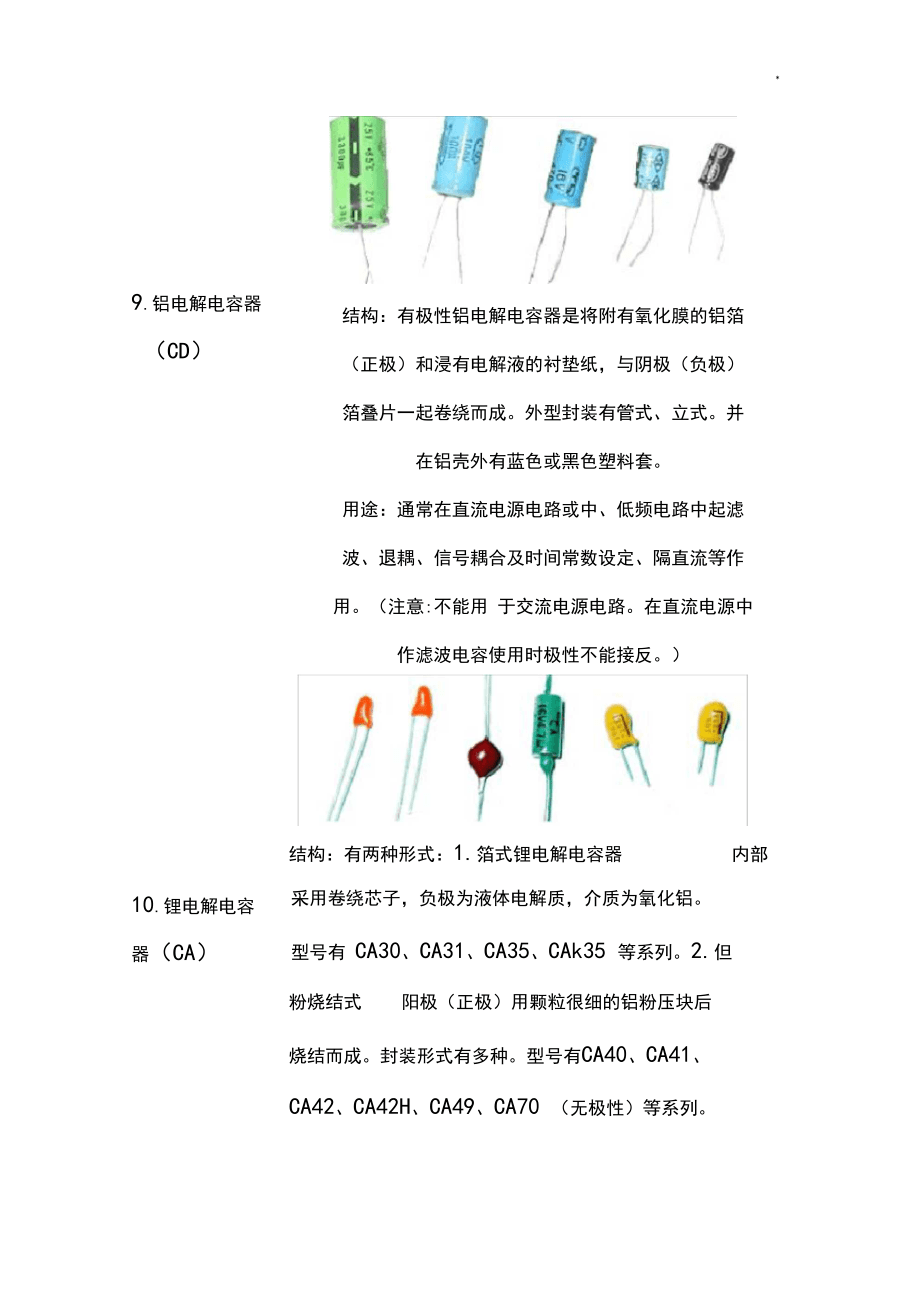 .
25V +85℃
3300μF
25V
16V
9.铝电解电容器
（CD）
结构：有极性铝电解电容器是将附有氧化膜的铝箔
（正极）和浸有电解液的衬垫纸，与阴极（负极）
箔叠片一起卷绕而成。外型封装有管式、立式。并
在铝壳外有蓝色或黑色塑料套。
用途：通常在直流电源电路或中、低频电路中起滤
波、退耦、信号耦合及时间常数设定、隔直流等作
用。（注意:不能用 于交流电源电路。在直流电源中
作滤波电容使用时极性不能接反。）
CA
结构：有两种形式：1.箔式锂电解电容器 内部
10.锂电解电容
器（CA）
采用卷绕芯子，负极为液体电解质，介质为氧化铝。
型号有 CA30、CA31、CA35、CAk35 等系列。2.但
粉烧结式 阳极（正极）用颗粒很细的铝粉压块后
烧结而成。封装形式有多种。型号有CA40、CA41、
CA42、CA42H、CA49、CA70 （无极性）等系列。